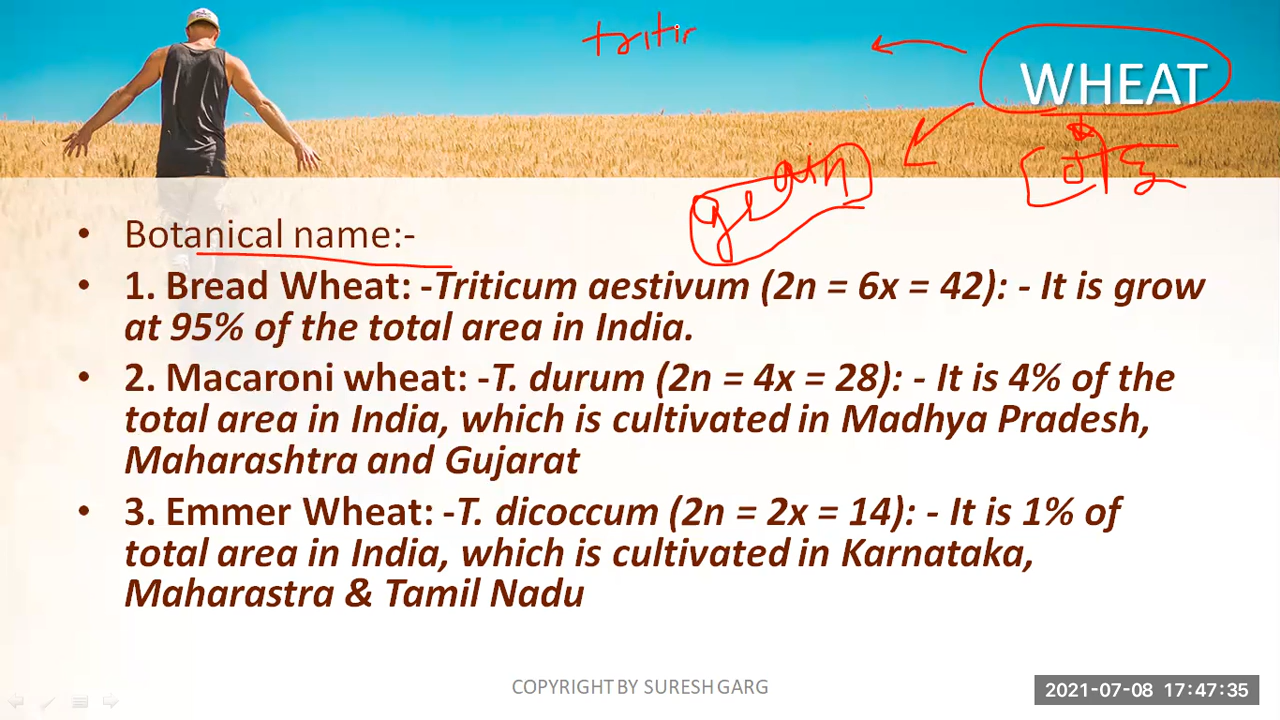 tritic
WHEAT
grain
• Botanical name:-
• 1. Bread Wheat: -Triticum aestivum (2n = 6x = 42): - It is grow
at 95% of the total area in India.
• 2. Macaroni wheat: -T. durum (2n = 4x = 28): - It is 4% of the
total area in India, which is cultivated in Madhya Pradesh,
Maharashtra and Gujarat
• 3. Emmer Wheat: -T. dicoccum (2n = 2x = 14): - It is 1% of
total area in India, which is cultivated in Karnataka,
Maharastra & Tamil Nadu
COPYRIGHT BY SURESH GARG
2021-07-08 17:47:35